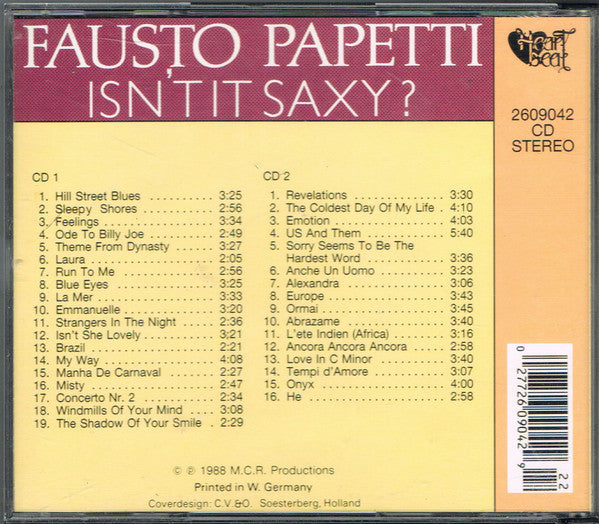 FAUSTO PAPETTI
ISN'T IT SAXY?
Heart
Beat
2609042
CD
STEREO
CD 1
1. Hill Street Blues .......... 3:25
2. Sleepy Shores .......... 2:56
3. Feelings .......... 3:34
4. Ode To Billy Joe .......... 2:49
5. Theme From Dynasty .......... 3:27
6. Laura .......... 2:05
7. Run To Me .......... 2:56
8. Blue Eyes .......... 3:25
9. La Mer .......... 3:33
10. Emmanuelle .......... 3:20
11. Strangers In The Night .......... 2:36
12. Isn't She Lovely .......... 3:21
13. Brazil .......... 2:21
14. My Way .......... 4:08
15. Manha De Carnaval .......... 2:27
16. Misty .......... 2:47
17. Concerto Nr. 2 .......... 3:34
18. Windmills Of Your Mind .... 3:08
19. The Shadow Of Your Smile . 2:29
CD 2
1. Revelations .......... 3:30
2. The Coldest Day Of My Life . 4:10
3. Emotion .......... 4:03
4. US And Them .......... 5:40
5. Sorry Seems To Be The
Hardest Word .......... 3:36
6. Anche Un Uomo .......... 3:23
7. Alexandra .......... 3:06
8. Europe .......... 3:43
9. Ormai .......... 3:45
10. Abrazame .......... 3:40
11. L'ete Indien (Africa) .......... 3:16
12. Ancora Ancora Ancora .......... 2:58
13. Love In C Minor .......... 3:40
14. Tempi d'Amore .......... 3:07
15. Onyx .......... 4:00
16. He .......... 2:58
© ℗ 1988 M.C.R. Productions
Printed in W. Germany
Coverdesign: C.V.&O. Soesterberg, Holland
0 27726 09042 9
22